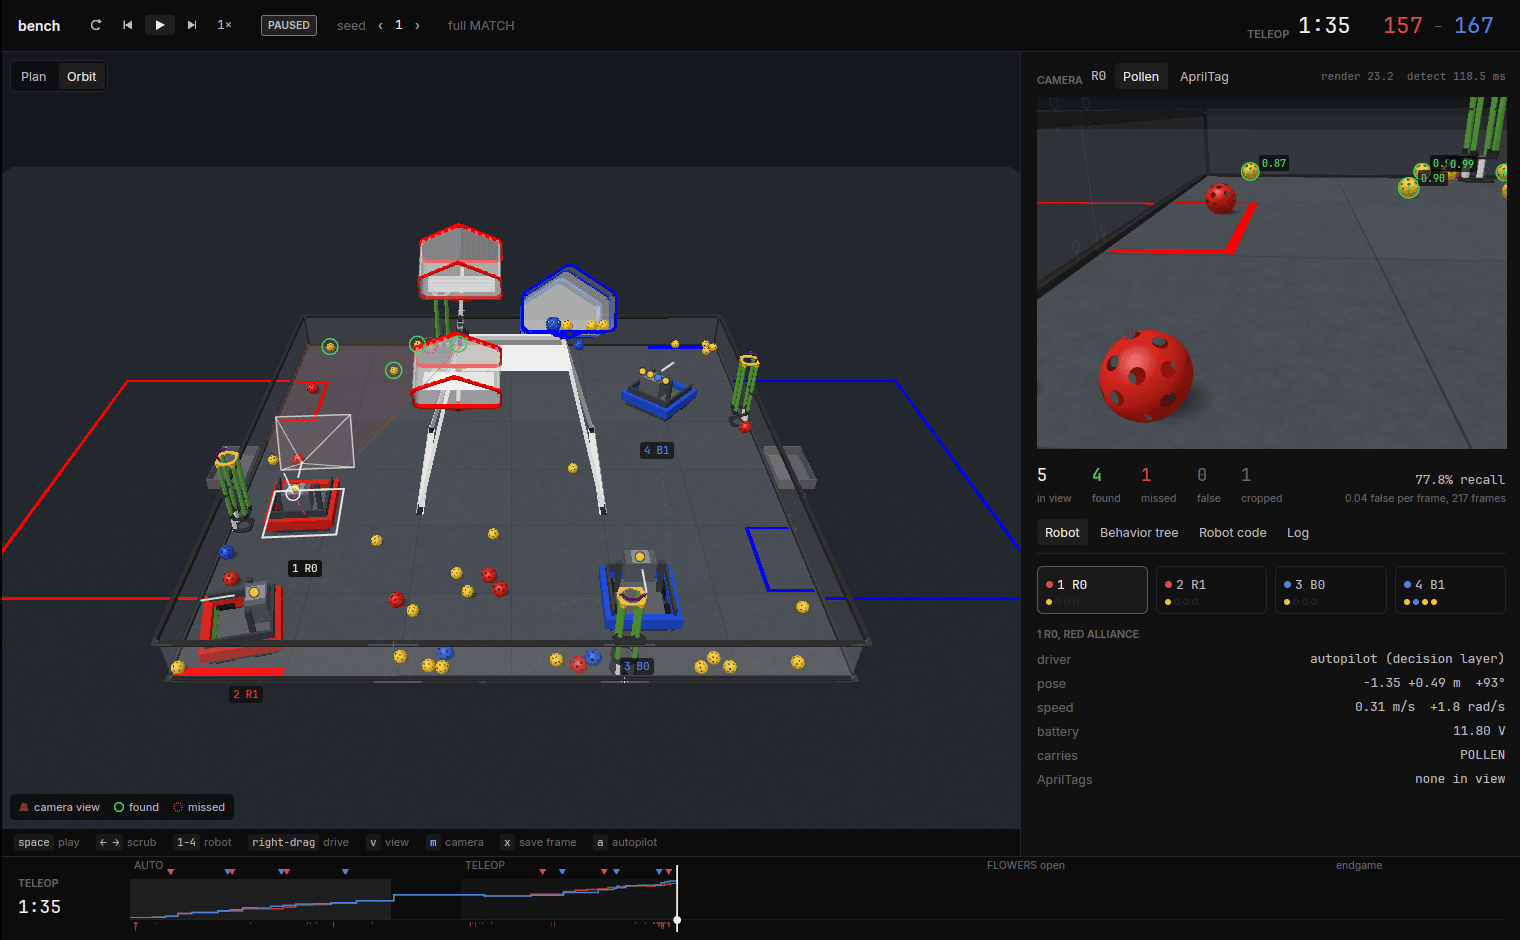 bench 1× PAUSED seed ‹ 1 › full MATCH TELEOP 1:35 157 – 167
Plan Orbit
4 B1
1 R0
3 B0
2 R1
camera view found missed
space play ← → scrub 1-4 robot right-drag drive v view m camera x save frame a autopilot
CAMERA R0 Pollen AprilTag render 23.2 detect 118.5 ms
0.87
0.99
0.90
5 4 1 0 1 77.8% recall
in view found missed false cropped 0.04 false per frame, 217 frames
Robot Behavior tree Robot code Log
1 R0 2 R1 3 B0 4 B1
1 R0, RED ALLIANCE
driver autopilot (decision layer)
pose -1.35 +0.49 m +93°
speed 0.31 m/s +1.8 rad/s
battery 11.80 V
carries POLLEN
AprilTags none in view
AUTO TELEOP FLOWERS open endgame
TELEOP
1:35